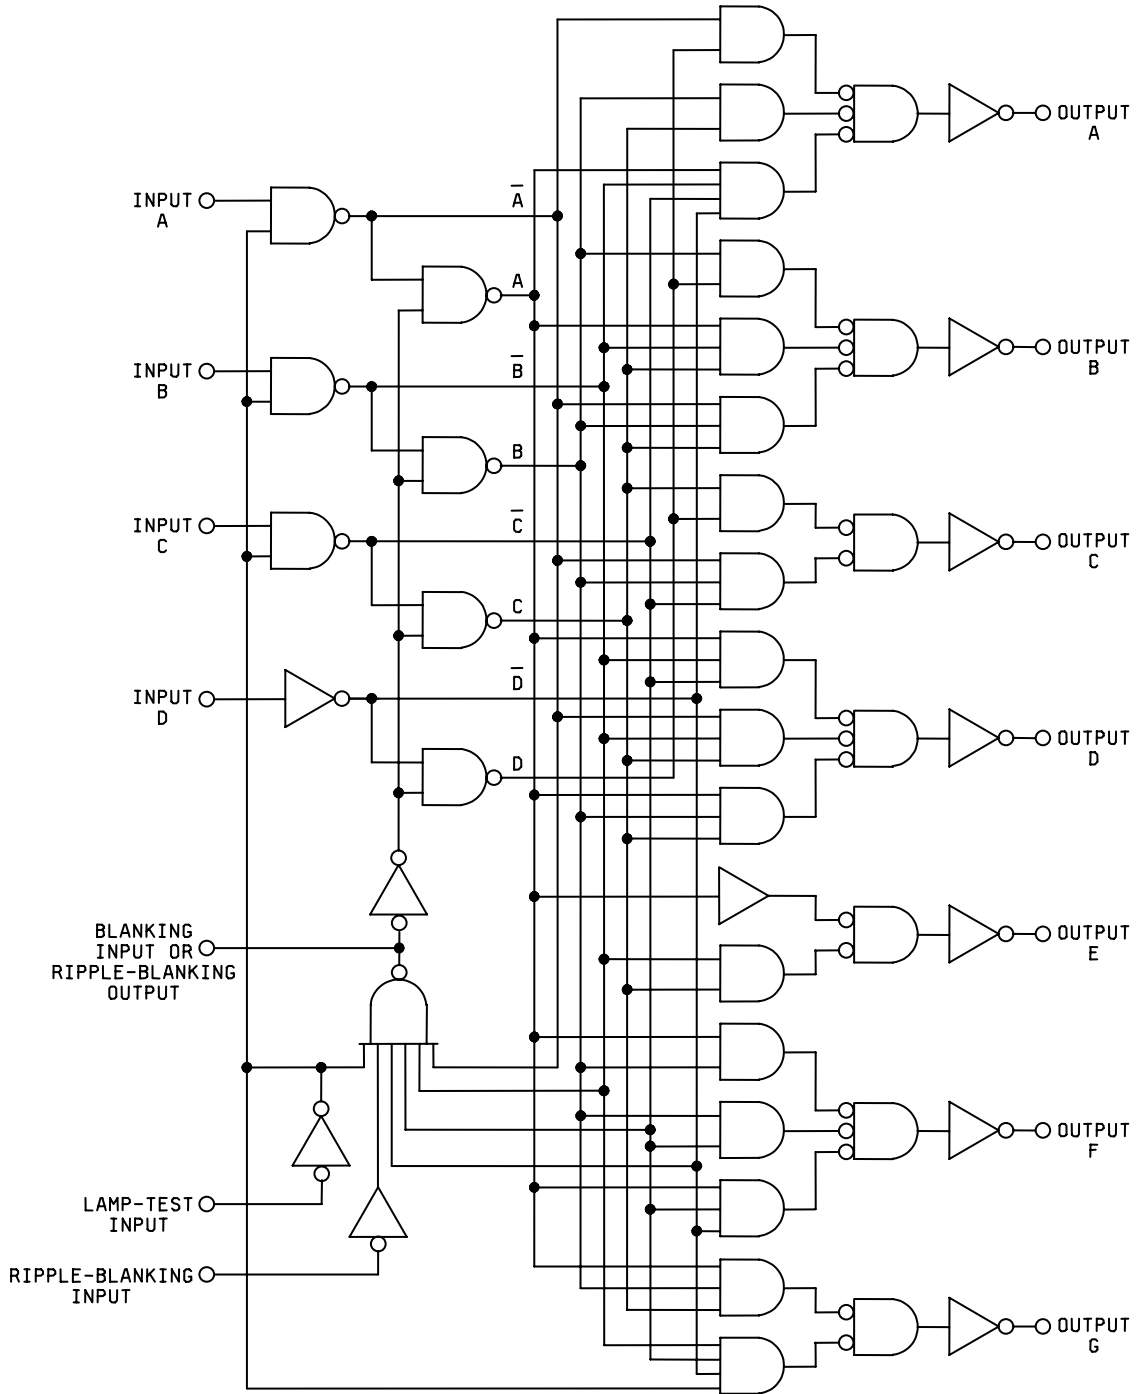 OUTPUT
A
INPUT
A
A̅
A
INPUT
B
B̅
OUTPUT
B
B
INPUT
C
C̅
OUTPUT
C
C
INPUT
D
D̅
OUTPUT
D
D
BLANKING
INPUT OR
RIPPLE-BLANKING
OUTPUT
OUTPUT
E
OUTPUT
F
LAMP-TEST
INPUT
RIPPLE-BLANKING
INPUT
OUTPUT
G